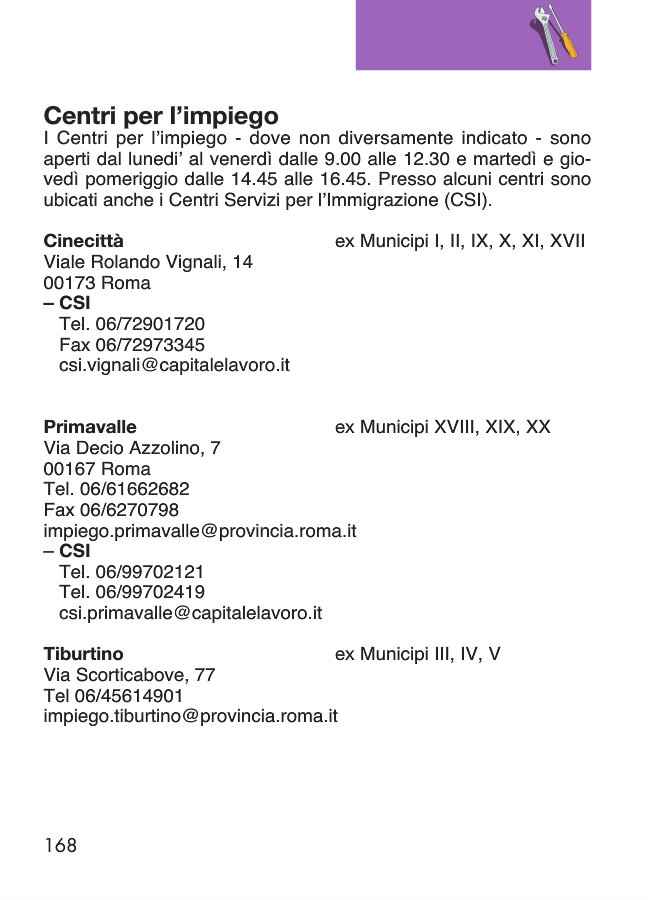 Centri per l'impiego
I Centri per l'impiego - dove non diversamente indicato - sono
aperti dal lunedi' al venerdì dalle 9.00 alle 12.30 e martedì e gio-
vedì pomeriggio dalle 14.45 alle 16.45. Presso alcuni centri sono
ubicati anche i Centri Servizi per l'Immigrazione (CSI).
Cinecittà ex Municipi I, II, IX, X, XI, XVII
Viale Rolando Vignali, 14
00173 Roma
– CSI
Tel. 06/72901720
Fax 06/72973345
csi.vignali@capitalelavoro.it
Primavalle ex Municipi XVIII, XIX, XX
Via Decio Azzolino, 7
00167 Roma
Tel. 06/61662682
Fax 06/6270798
impiego.primavalle@provincia.roma.it
– CSI
Tel. 06/99702121
Tel. 06/99702419
csi.primavalle@capitalelavoro.it
Tiburtino ex Municipi III, IV, V
Via Scorticabove, 77
Tel 06/45614901
impiego.tiburtino@provincia.roma.it
168